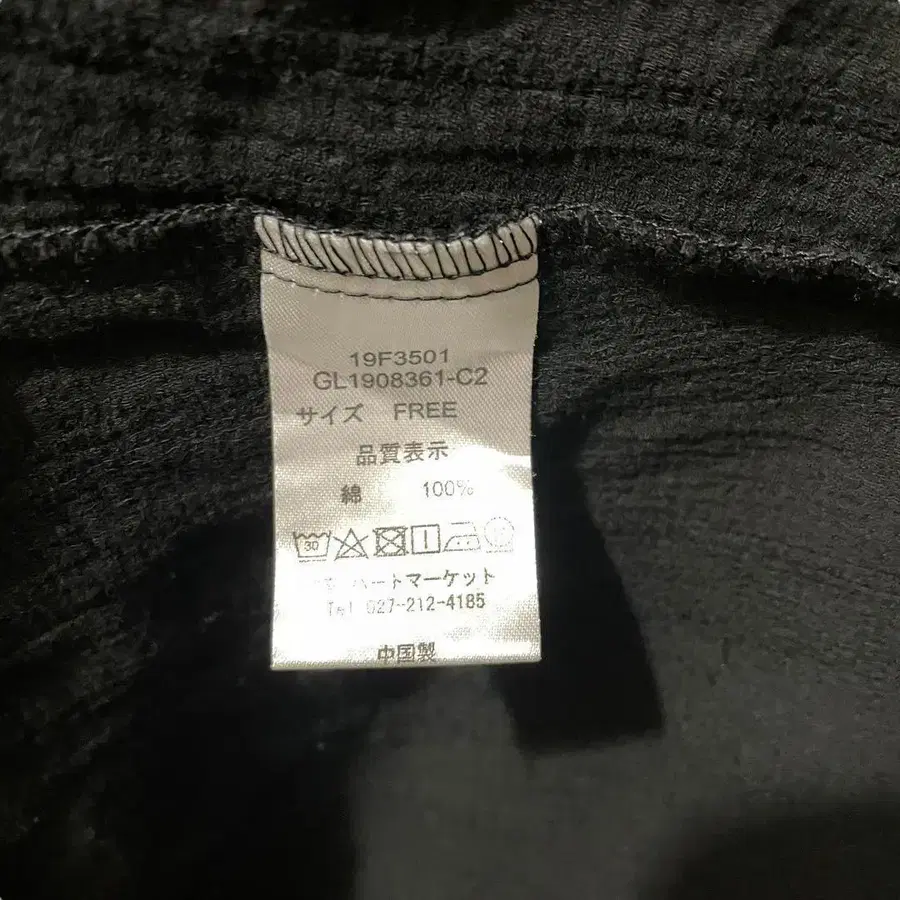 19F3501
GL1908361-C2
サイズ FREE
品質表示
綿 100%
30
ートマーケット
Tel 027-212-4185
中国製